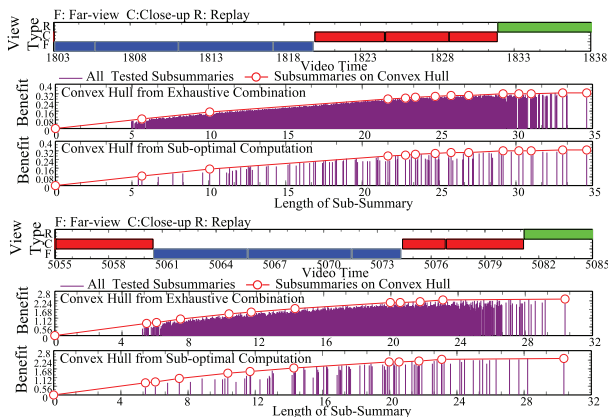 F: Far-view C:Close-up R: Replay
View
Type
R
C
F
1803 1808 1813 1818 1824 1829 1833 1838
Video Time
All Tested Subsummaries Subsummaries on Convex Hull
Benefit
0.4
0.32
0.24
0.16
0.08
0
Convex Hull from Exhaustive Combination
0 5 10 15 20 25 30 35
Benefit
0.4
0.32
0.24
0.16
0.08
0
Convex Hull from Sub-optimal Computation
0 5 10 15 20 25 30 35
Length of Sub-Summary
F: Far-view C:Close-up R: Replay
View
Type
R
C
F
5055 5058 5061 5064 5067 5070 5073 5076 5079 5082 5085
Video Time
All Tested Subsummaries Subsummaries on Convex Hull
Benefit
2.8
2.24
1.68
1.12
0.56
0
Convex Hull from Exhaustive Combination
0 4 8 12 16 20 24 28 32
Benefit
2.8
2.24
1.68
1.12
0.56
0
Convex Hull from Sub-optimal Computation
0 4 8 12 16 20 24 28 32
Length of Sub-Summary